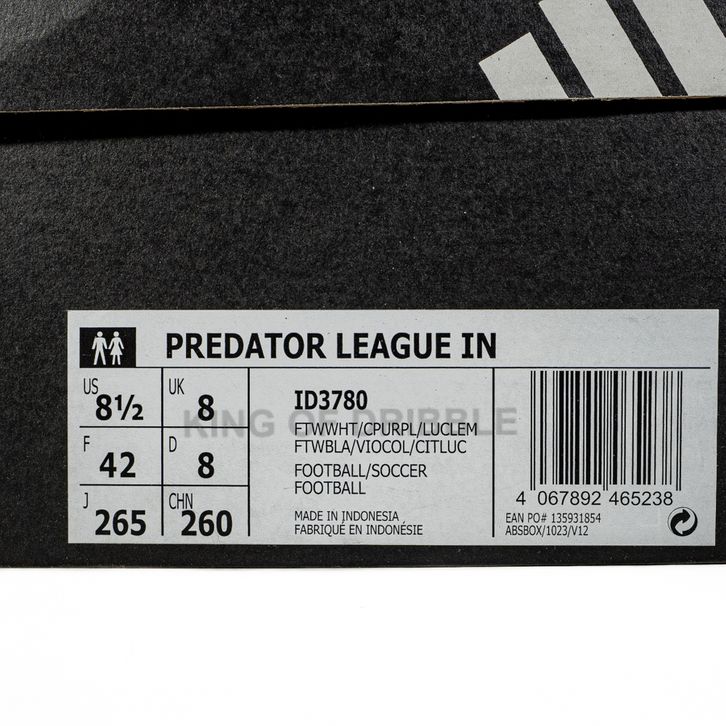 PREDATOR LEAGUE IN
US 8½
UK 8
F 42
D 8
J 265
CHN 260
ID3780
KING OF DRIBBLE
FTWWHT/CPURPL/LUCLEM
FTWBLA/VIOCOL/CITLUC
FOOTBALL/SOCCER
FOOTBALL
MADE IN INDONESIA
FABRIQUÉ EN INDONÉSIE
4 067892 465238
EAN PO# 135931854
ABSBOX/1023/V12